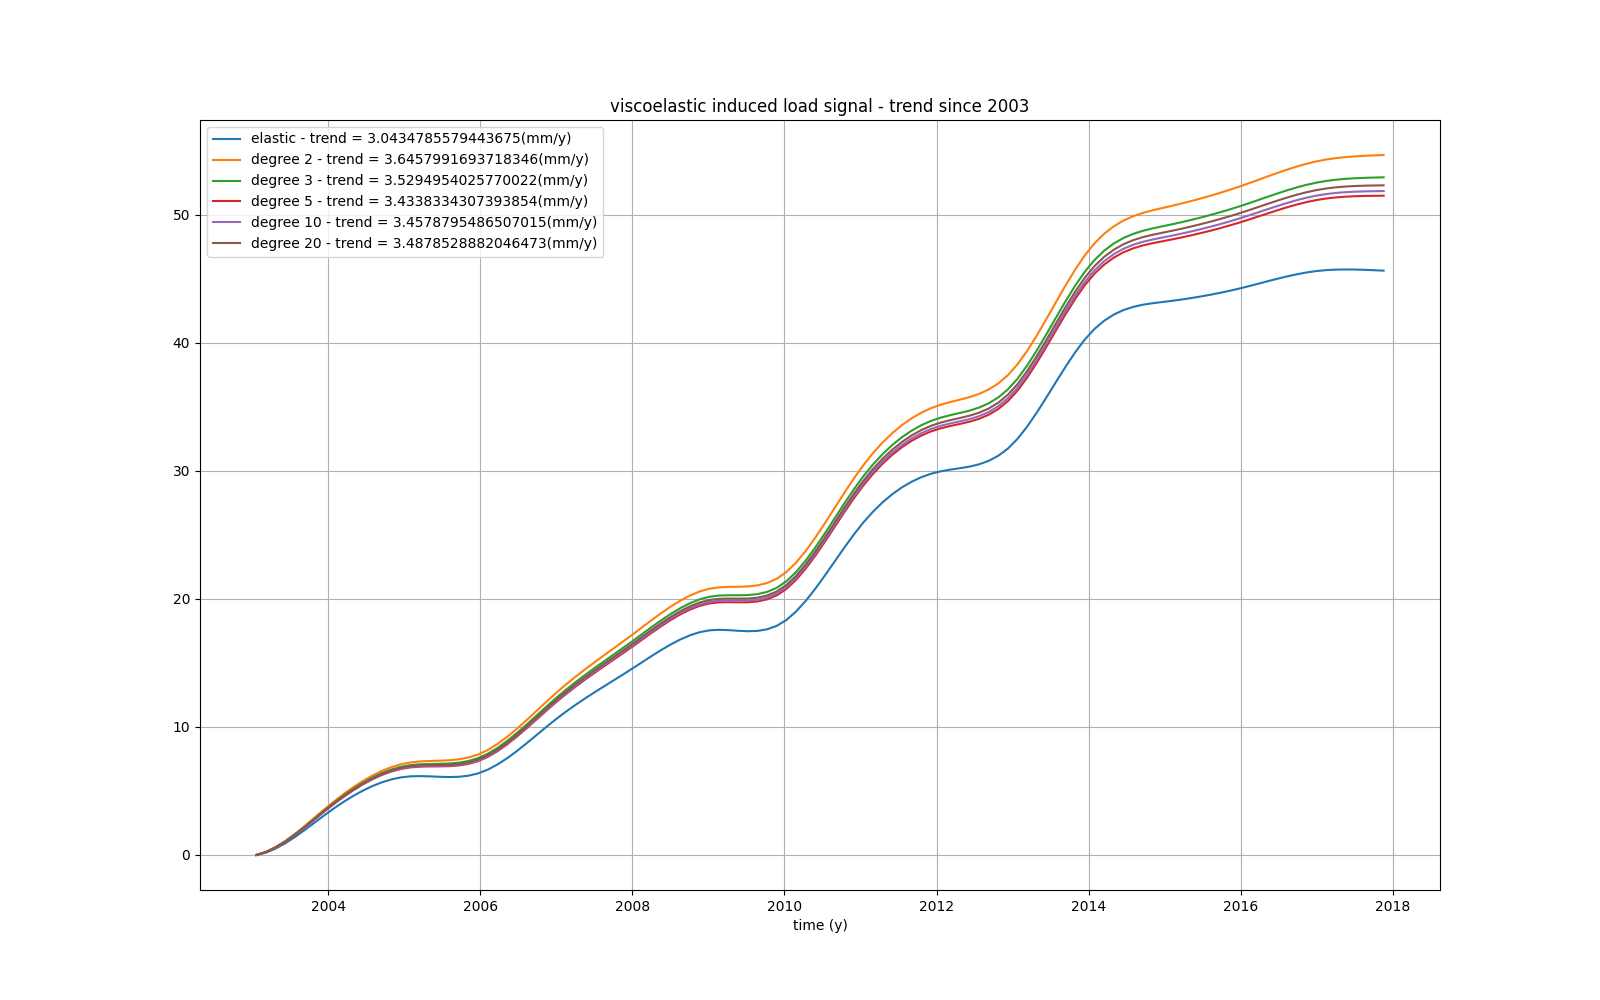 viscoelastic induced load signal - trend since 2003
elastic - trend = 3.0434785579443675(mm/y)
degree 2 - trend = 3.6457991693718346(mm/y)
degree 3 - trend = 3.5294954025770022(mm/y)
degree 5 - trend = 3.4338334307393854(mm/y)
degree 10 - trend = 3.4578795486507015(mm/y)
degree 20 - trend = 3.4878528882046473(mm/y)
50
40
30
20
10
0
2004 2006 2008 2010 2012 2014 2016 2018
time (y)